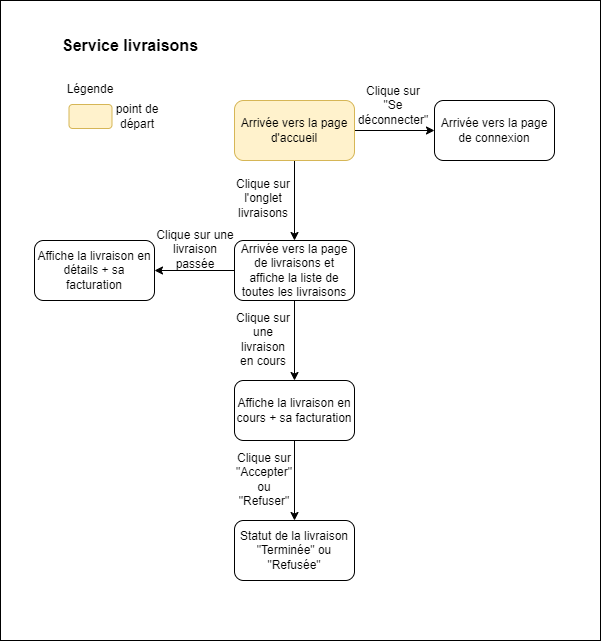 Service livraisons
Légende
point de
départ
Arrivée vers la page
d'accueil
Clique sur
"Se
déconnecter"
Arrivée vers la page
de connexion
Clique sur
l'onglet
livraisons
Arrivée vers la page
de livraisons et
affiche la liste de
toutes les livraisons
Clique sur une
livraison
passée
Affiche la livraison en
détails + sa
facturation
Clique sur
une
livraison
en cours
Affiche la livraison en
cours + sa facturation
Clique sur
"Accepter"
ou
"Refuser"
Statut de la livraison
"Terminée" ou
"Refusée"